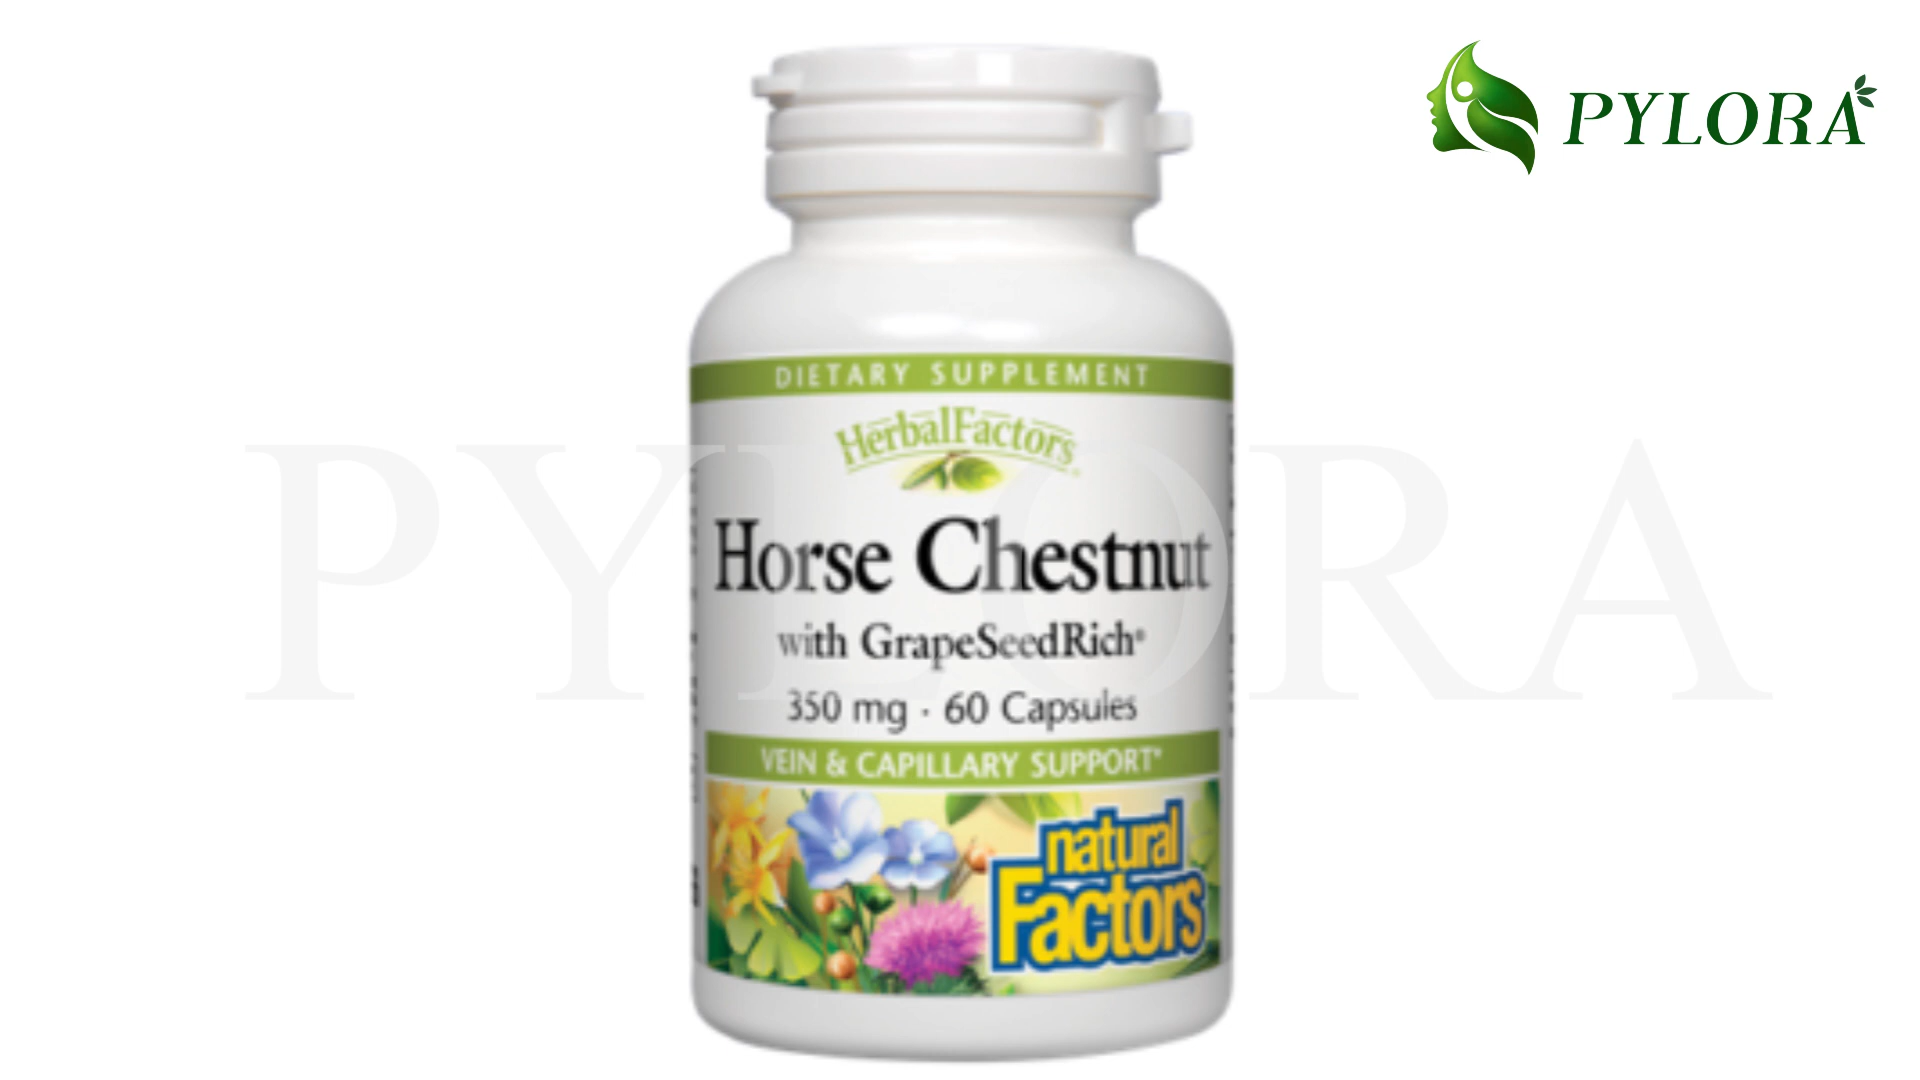 PYLORA
DIETARY SUPPLEMENT
HerbalFactors
PYLORA
Horse Chestnut
with GrapeSeedRich®
350 mg · 60 Capsules
VEIN & CAPILLARY SUPPORT*
natural
Factors